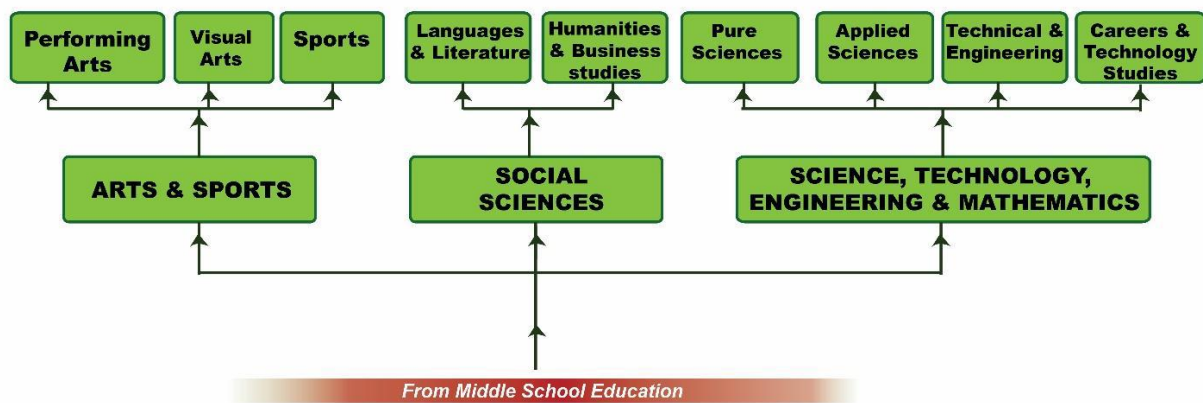 Performing
Arts
Visual
Arts
Sports
Languages
& Literature
Humanities
& Business
studies
Pure
Sciences
Applied
Sciences
Technical &
Engineering
Careers &
Technology
Studies
ARTS & SPORTS
SOCIAL
SCIENCES
SCIENCE, TECHNOLOGY,
ENGINEERING & MATHEMATICS
From Middle School Education